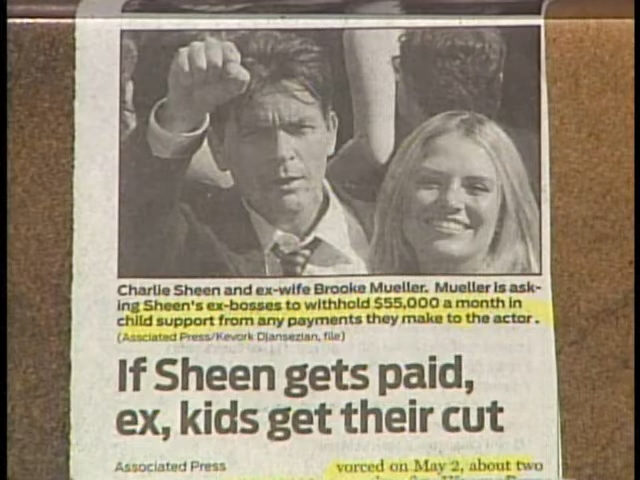 Charlie Sheen and ex-wife Brooke Mueller. Mueller is ask-
ing Sheen's ex-bosses to withhold $55,000 a month in
child support from any payments they make to the actor.
(Assciated Press/Kevork Djansezian, file)
If Sheen gets paid,
ex, kids get their cut
Associated Press
vorced on May 2, about two